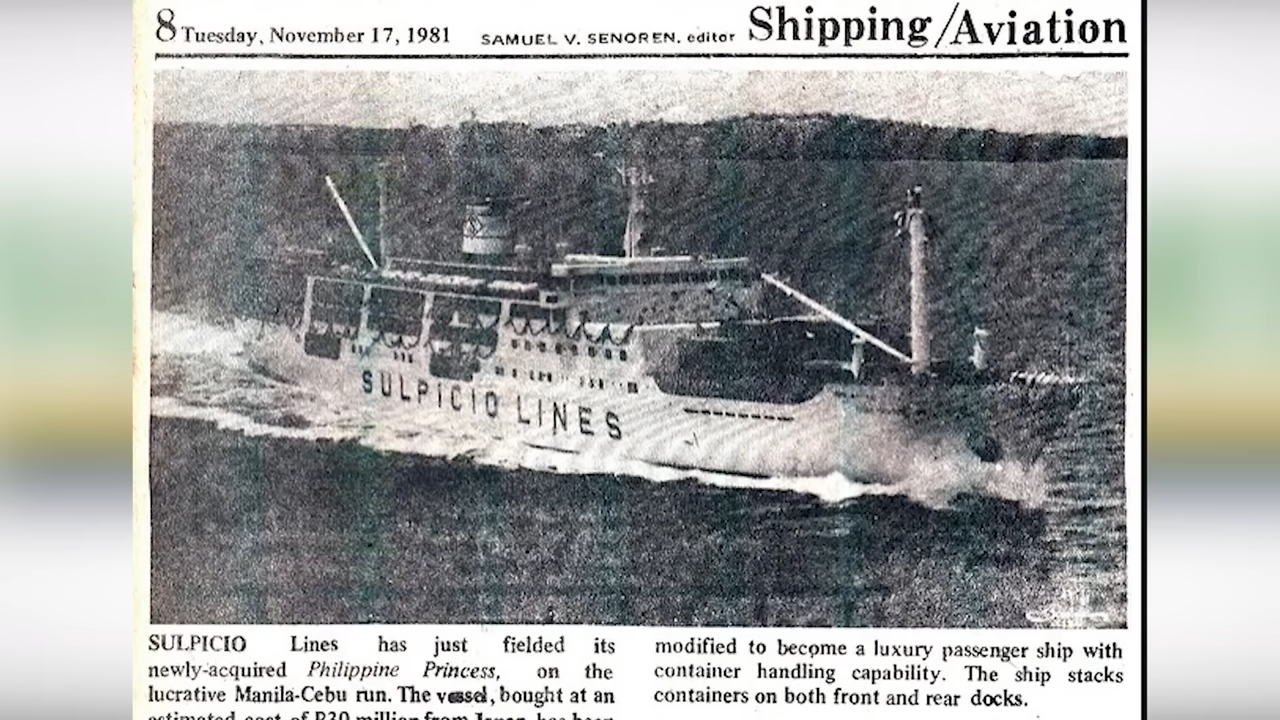 8 Tuesday, November 17, 1981 SAMUEL V. SENOREN. editor Shipping/Aviation
SULPICIO LINES
SULPICIO Lines has just fielded its
newly-acquired Philippine Princess, on the
lucrative Manila-Cebu run. The vessel, bought at an
estimated cost of P30 million from Japan, has been
modified to become a luxury passenger ship with
container handling capability. The ship stacks
containers on both front and rear docks.